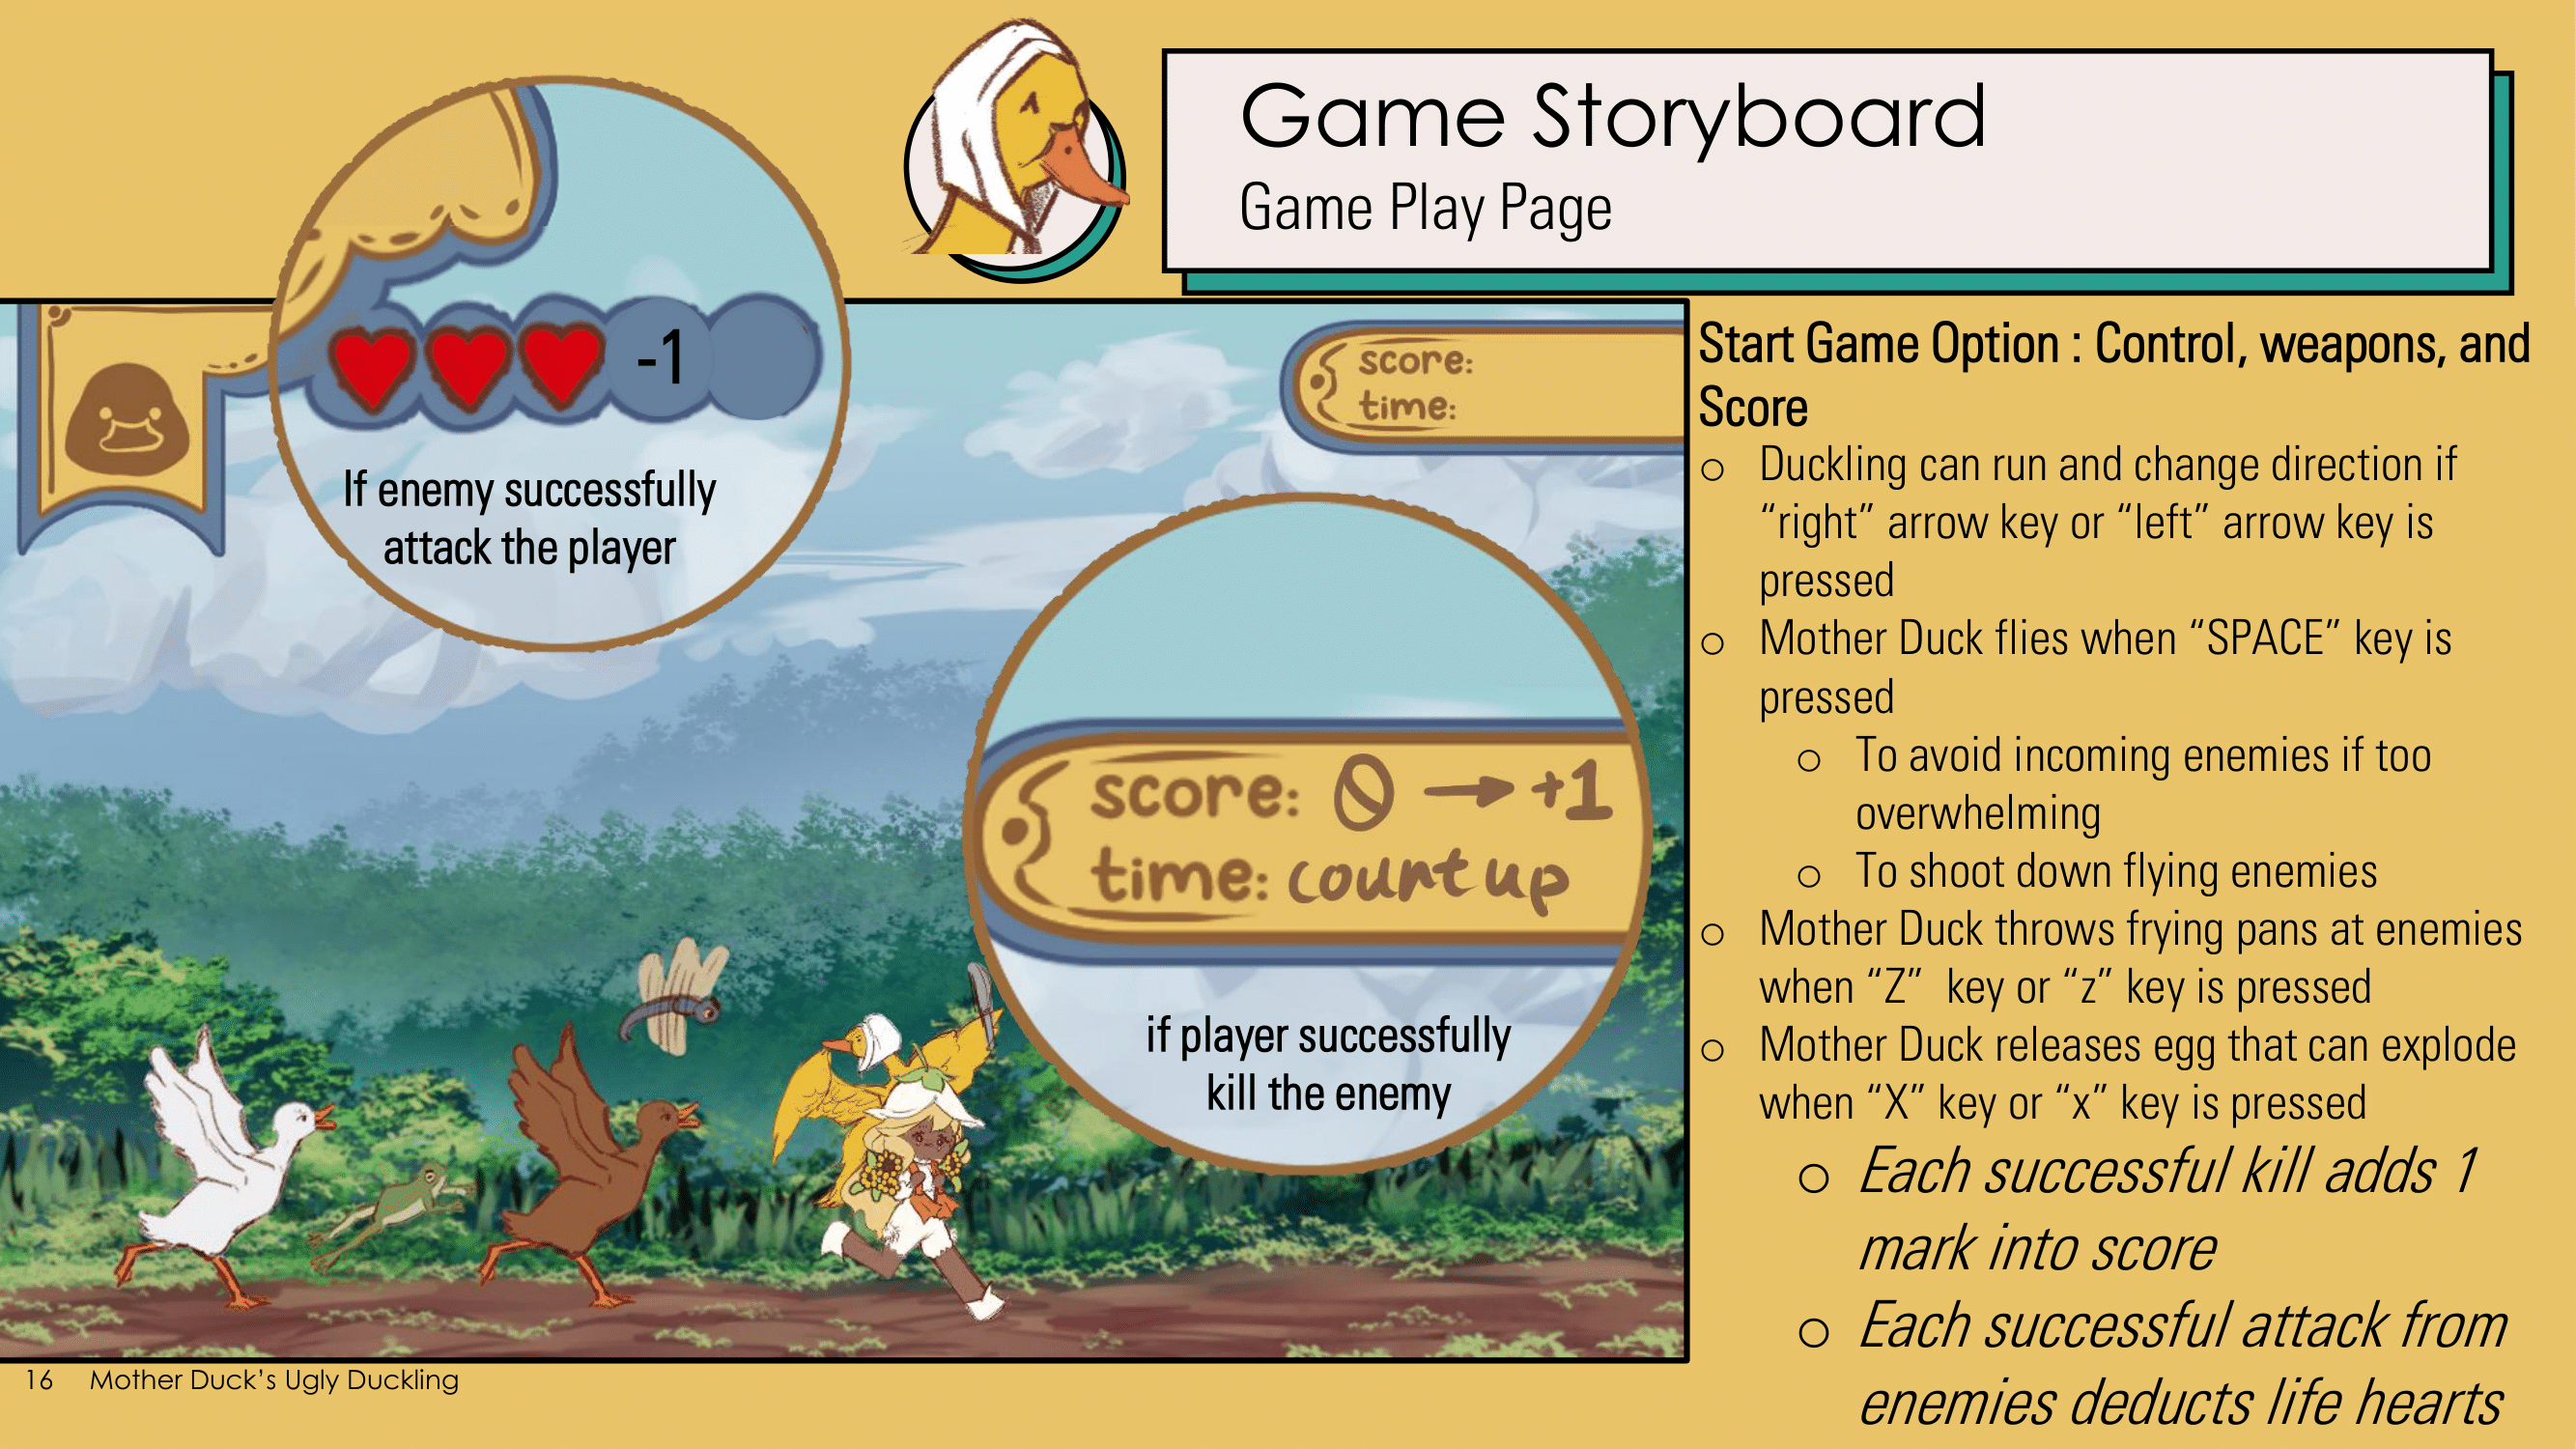 Game Storyboard
Game Play Page
-1
If enemy successfully
attack the player
score:
time:
score: 0 → +1
time: count up
if player successfully
kill the enemy
Start Game Option : Control, weapons, and
Score
o Duckling can run and change direction if
“right” arrow key or “left” arrow key is
pressed
o Mother Duck flies when “SPACE” key is
pressed
o To avoid incoming enemies if too
overwhelming
o To shoot down flying enemies
o Mother Duck throws frying pans at enemies
when “Z”  key or “z” key is pressed
o Mother Duck releases egg that can explode
when “X” key or “x” key is pressed
o Each successful kill adds 1
mark into score
o Each successful attack from
enemies deducts life hearts
16 Mother Duck’s Ugly Duckling